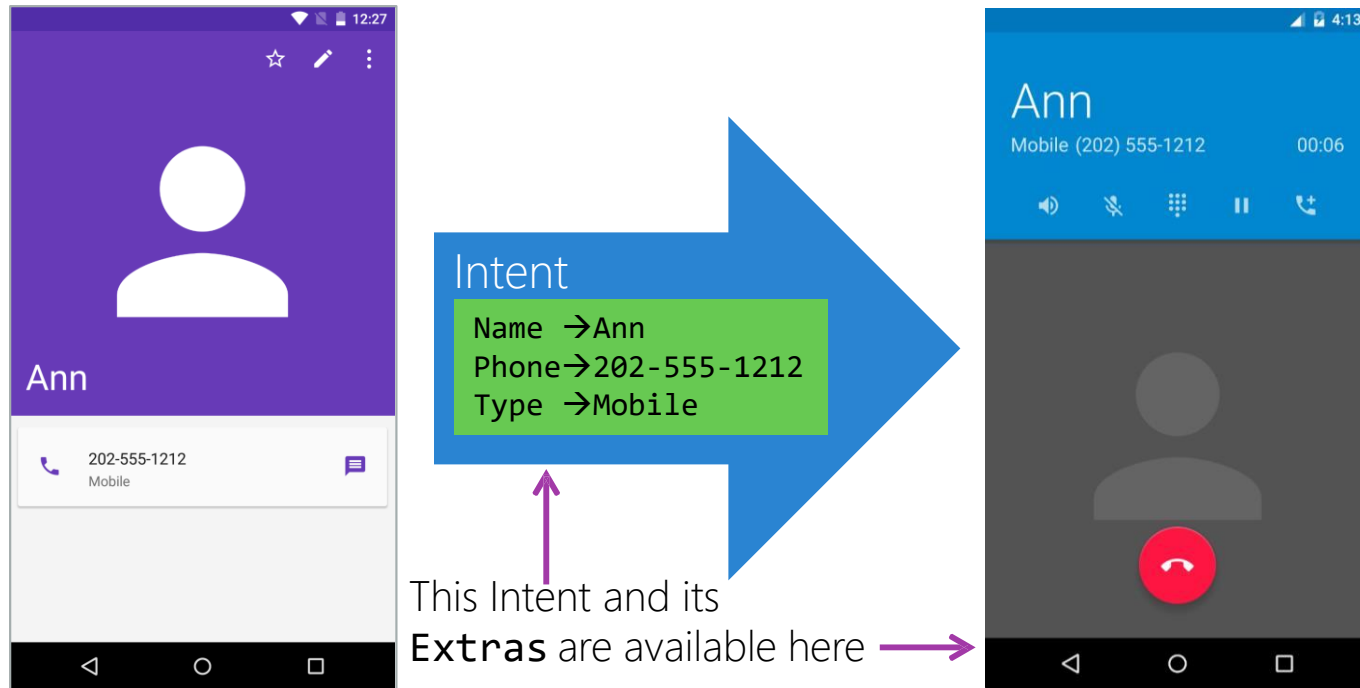 12:27
Ann
202-555-1212
Mobile
Intent
Name →Ann
Phone→202-555-1212
Type →Mobile
This Intent and its
Extras are available here
4:13
Ann
Mobile (202) 555-1212 00:06